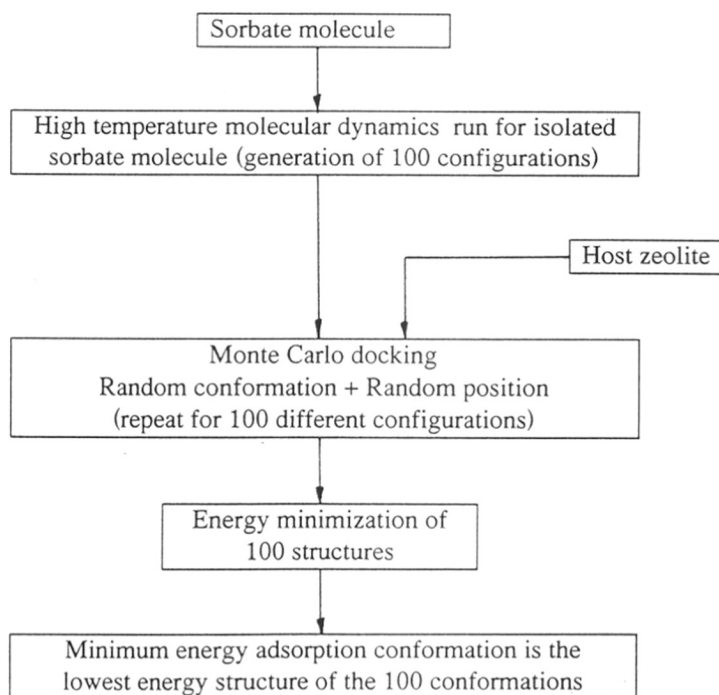 Sorbate molecule
High temperature molecular dynamics run for isolated
sorbate molecule (generation of 100 configurations)
Host zeolite
Monte Carlo docking
Random conformation + Random position
(repeat for 100 different configurations)
Energy minimization of
100 structures
Minimum energy adsorption conformation is the
lowest energy structure of the 100 conformations